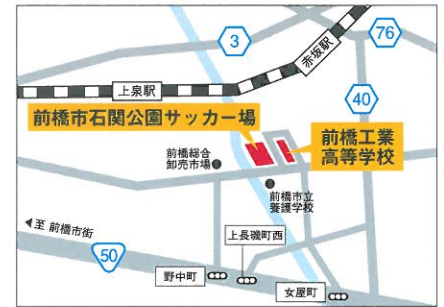 3
76
赤坂駅
上泉駅
40
前橋市石関公園サッカー場
前橋工業
高等学校
前橋総合
卸売市場
前橋市立
養護学校
至 前橋市街
50
上長磯町西
野中町
女屋町